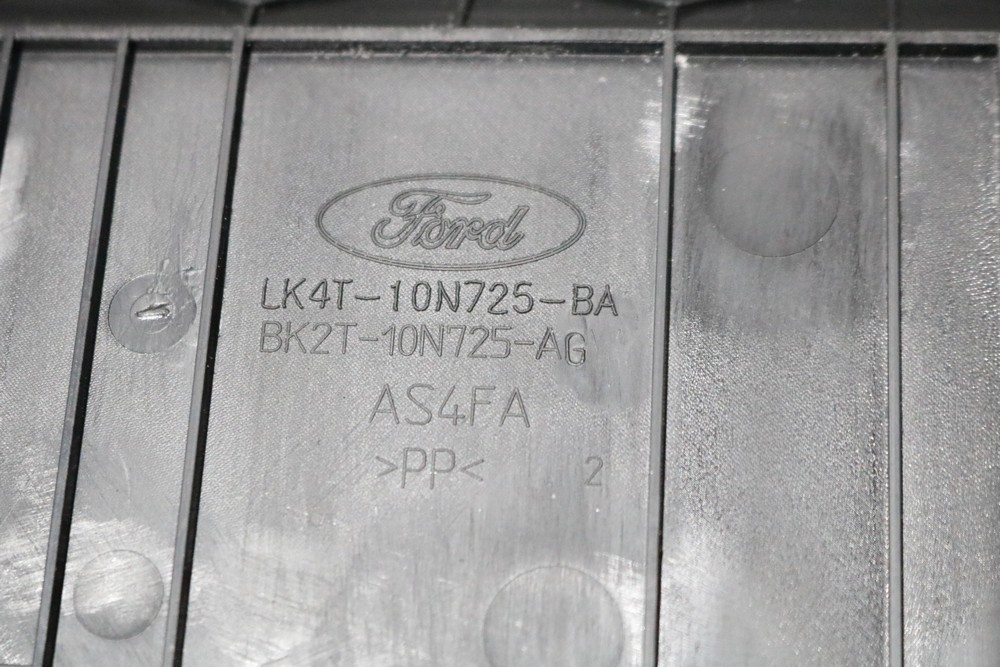 Ford
LK4T-10N725-BA
BK2T-10N725-AG
AS4FA
>PP< 2